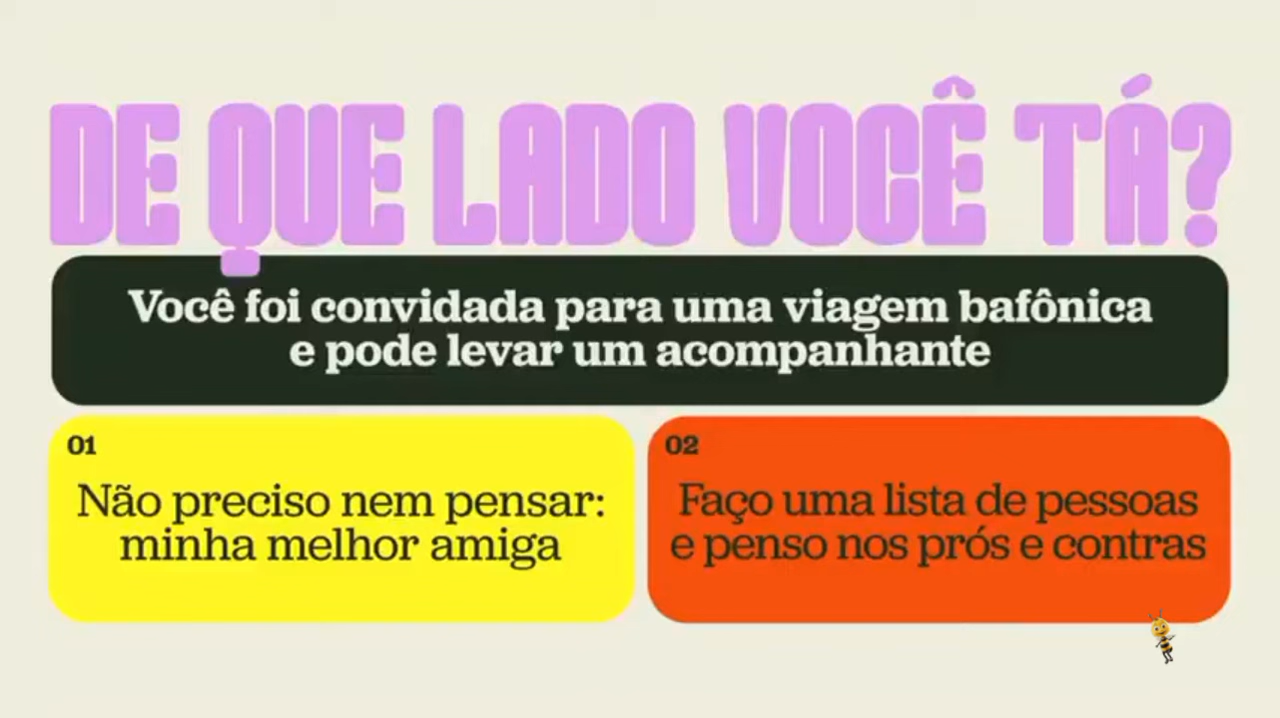 DE QUE LADO VOCÊ TÁ?
Você foi convidada para uma viagem bafônica
e pode levar um acompanhante
01
Não preciso nem pensar:
minha melhor amiga
02
Faço uma lista de pessoas
e penso nos prós e contras